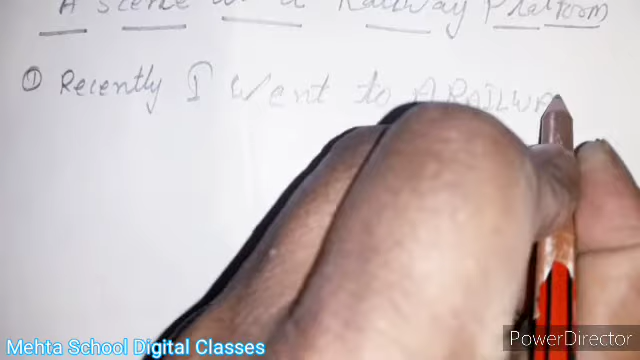 A Scene at a Railway Platform
① Recently I Went to A RAILWA
Mehta School Digital Classes
PowerDirector